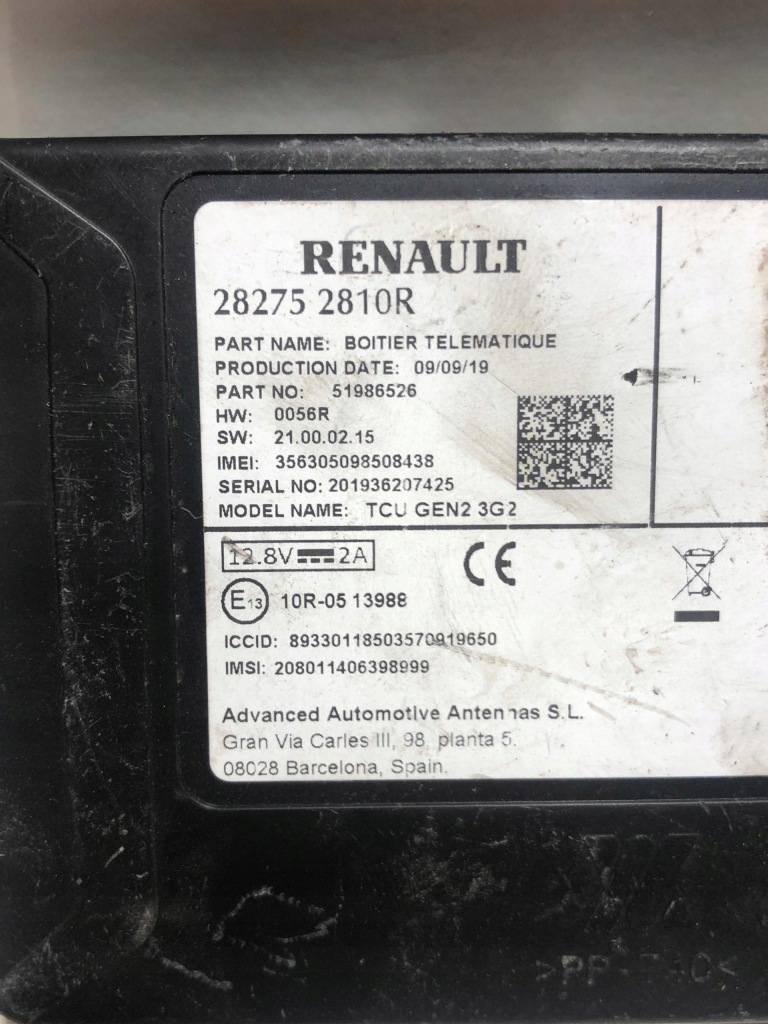 RENAULT
28275 2810R
PART NAME: BOITIER TELEMATIQUE
PRODUCTION DATE: 09/09/19
PART NO: 51986526
HW: 0056R
SW: 21.00.02.15
IMEI: 356305098508438
SERIAL NO: 201936207425
MODEL NAME: TCU GEN2 3G2
12.8V 2A
CE
E13 10R-05 13988
ICCID: 89330118503570919650
IMSI: 208011406398999
Advanced Automotive Antennas S.L.
Gran Via Carles III, 98, planta 5.
08028 Barcelona, Spain.